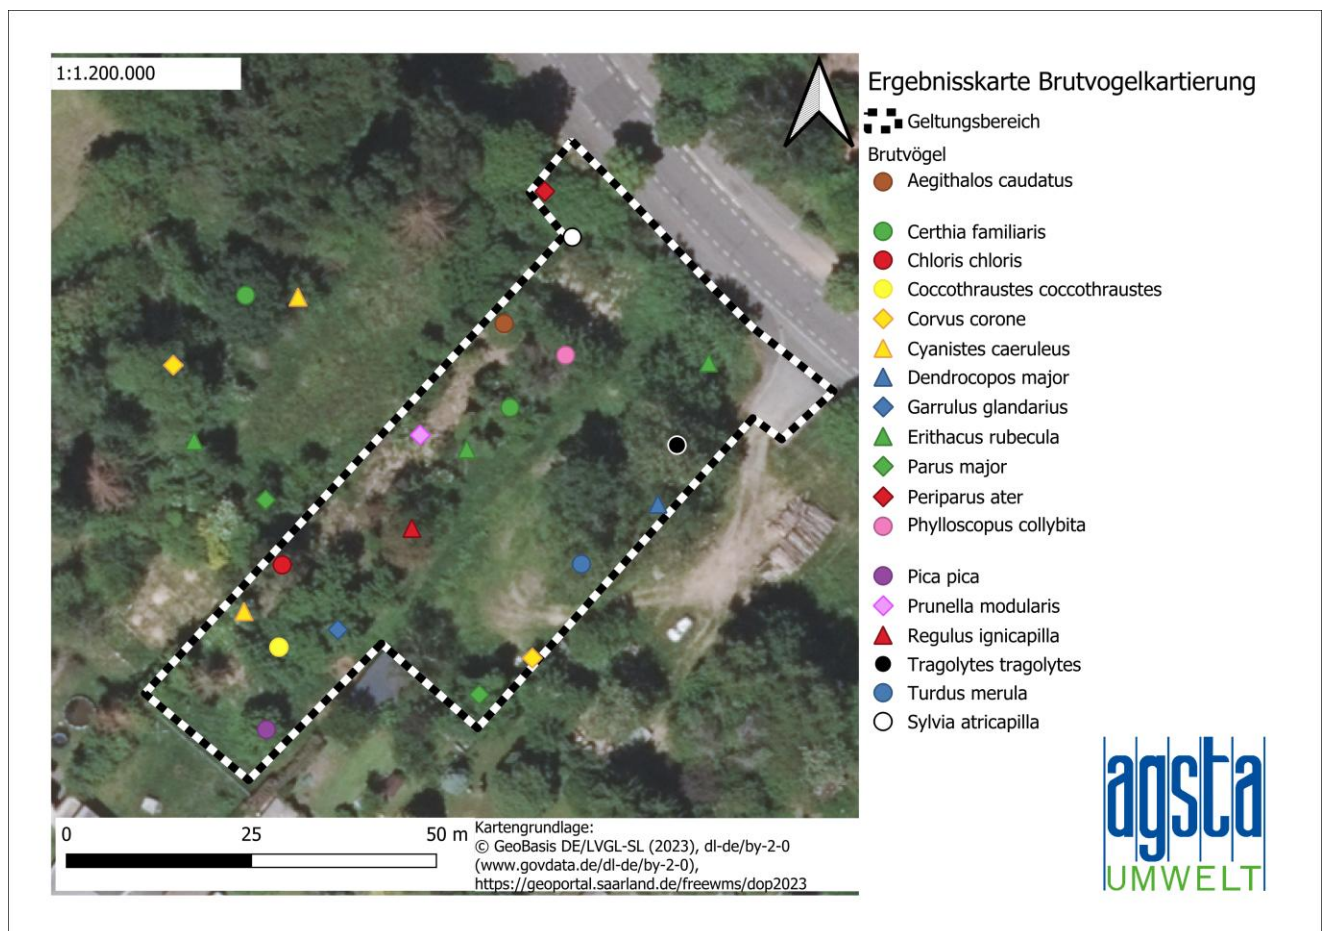 1:1.200.000
Ergebnisskarte Brutvogelkartierung
Geltungsbereich
Brutvögel
Aegithalos caudatus
Certhia familiaris
Chloris chloris
Coccothraustes coccothraustes
Corvus corone
Cyanistes caeruleus
Dendrocopos major
Garrulus glandarius
Erithacus rubecula
Parus major
Periparus ater
Phylloscopus collybita
Pica pica
Prunella modularis
Regulus ignicapilla
Tragolytes tragolytes
Turdus merula
Sylvia atricapilla
0 25 50 m
Kartengrundlage:
© GeoBasis DE/LVGL-SL (2023), dl-de/by-2-0
(www.govdata.de/dl-de/by-2-0),
https://geoportal.saarland.de/freewms/dop2023
agsta
UMWELT